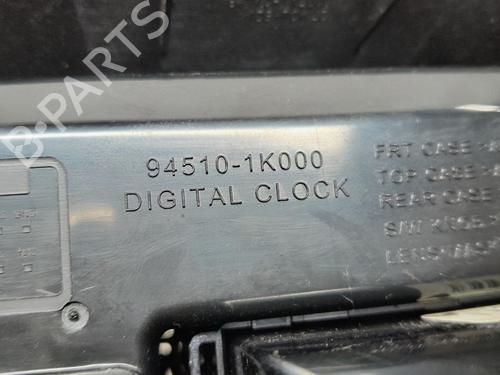 B-PARTS
94510-1K000
DIGITAL CLOCK
FRT CASE
TOP CASE
REAR CASE